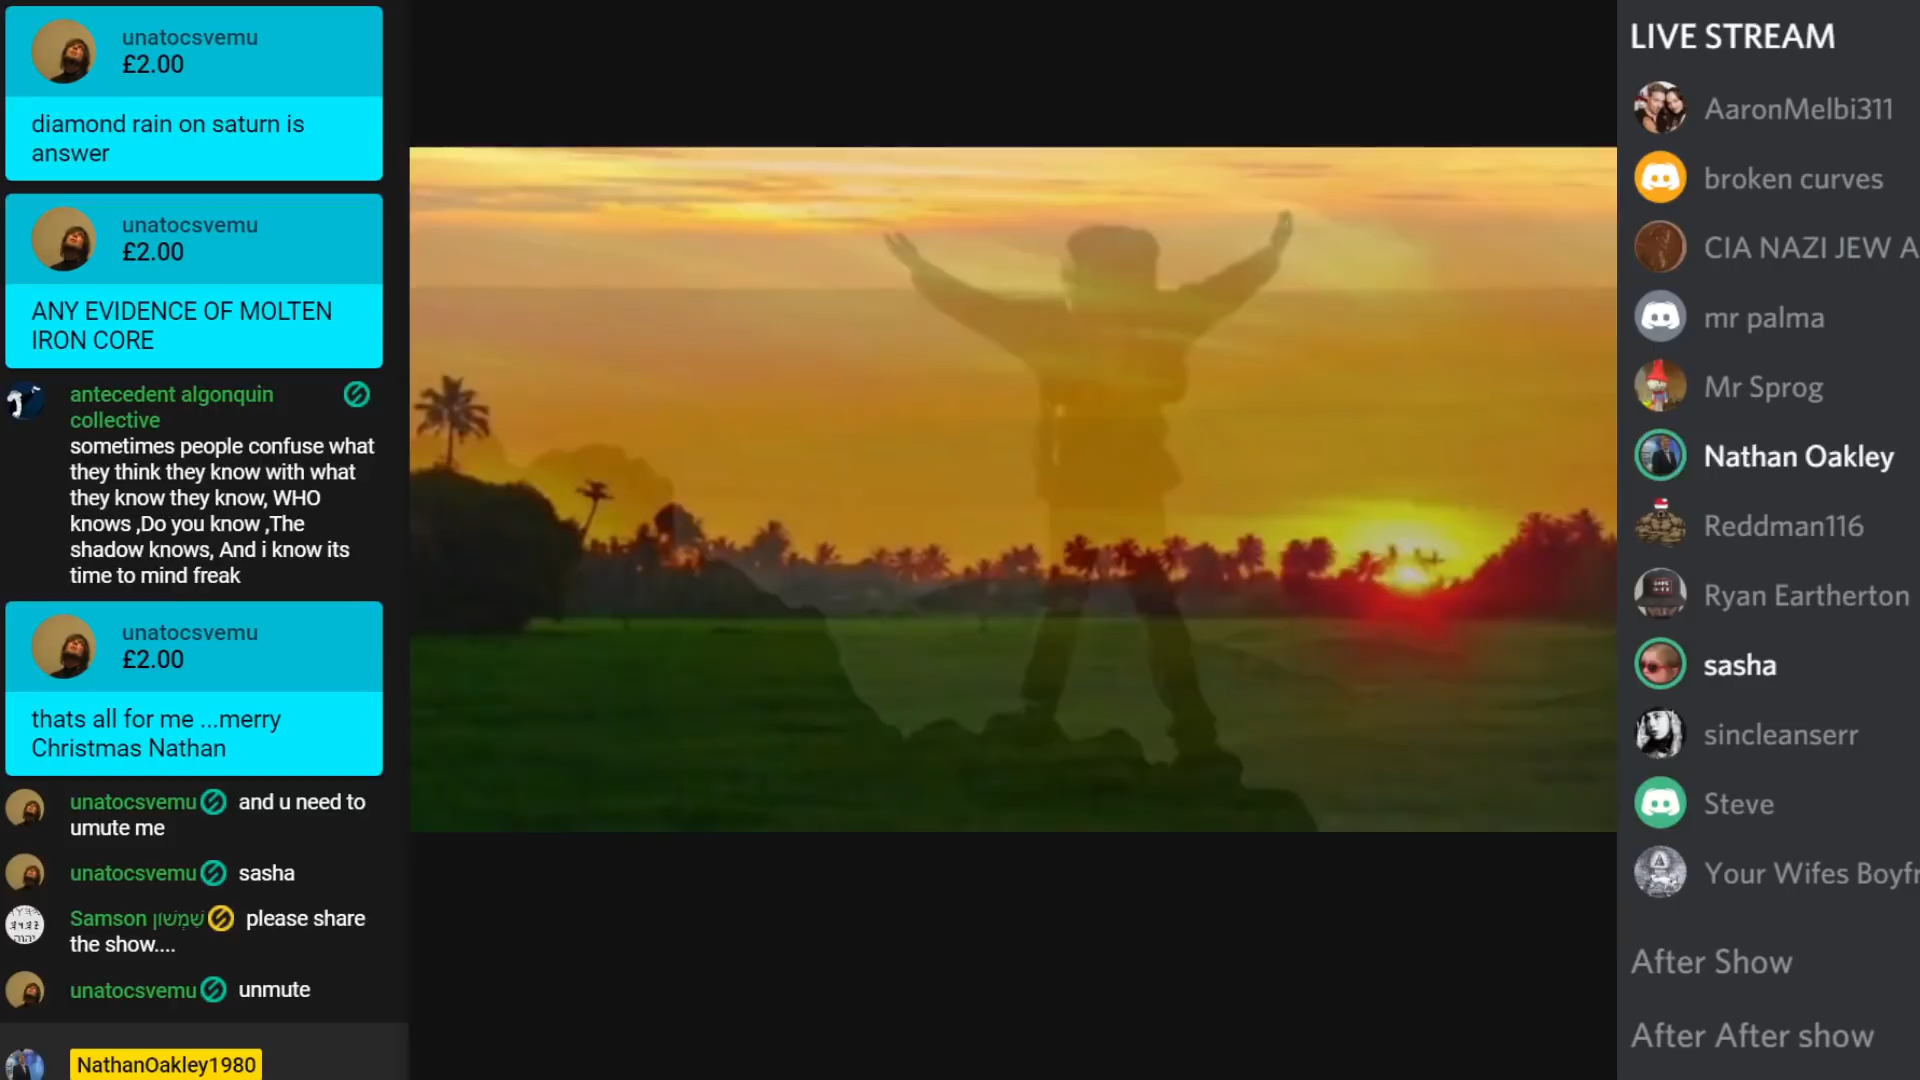 unatocsvemu
£2.00
diamond rain on saturn is
answer
unatocsvemu
£2.00
ANY EVIDENCE OF MOLTEN
IRON CORE
antecedent algonquin
collective
sometimes people confuse what
they think they know with what
they know they know, WHO
knows ,Do you know ,The
shadow knows, And i know its
time to mind freak
unatocsvemu
£2.00
thats all for me ...merry
Christmas Nathan
unatocsvemu and u need to
umute me
unatocsvemu sasha
Samson שִׁמְשׁוֹן please share
the show....
unatocsvemu unmute
NathanOakley1980
LIVE STREAM
AaronMelbi311
broken curves
CIA NAZI JEW A
mr palma
Mr Sprog
Nathan Oakley
Reddman116
Ryan Eartherton
sasha
sincleanserr
Steve
Your Wifes Boyfr
After Show
After After show